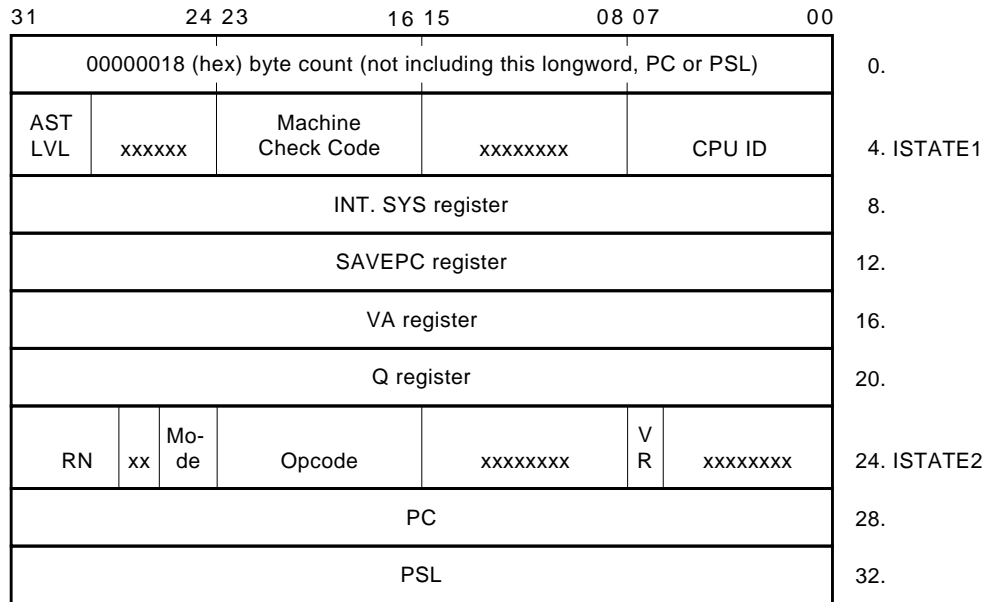 31 24 23 16 15 08 07 00
00000018 (hex) byte count (not including this longword, PC or PSL) 0.
AST Machine
LVL xxxxxx Check Code xxxxxxxx CPU ID 4. ISTATE1
INT. SYS register 8.
SAVEPC register 12.
VA register 16.
Q register 20.
Mo- V
RN xx de Opcode xxxxxxxx R xxxxxxxx 24. ISTATE2
PC 28.
PSL 32.